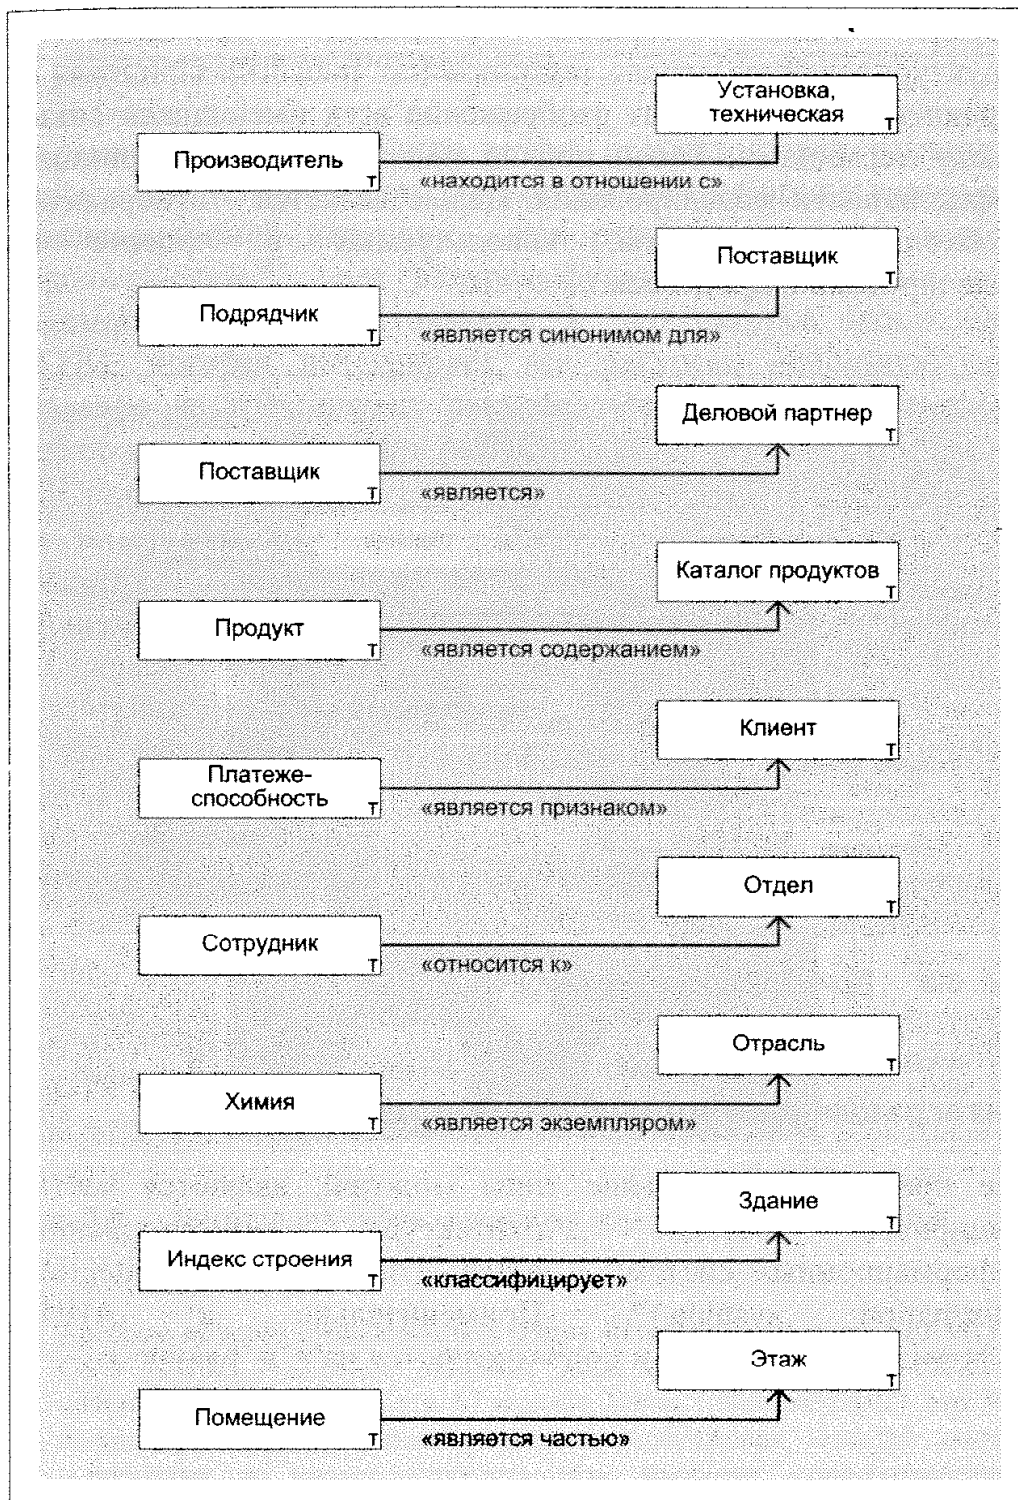 Установка,
техническая
Т
Производитель
Т
«находится в отношении с»
Поставщик
Т
Подрядчик
Т
«является синонимом для»
Деловой партнер
Т
Поставщик
Т
«является»
Каталог продуктов
Т
Продукт
Т
«является содержанием»
Клиент
Т
Платеже-
способность
Т
«является признаком»
Отдел
Т
Сотрудник
Т
«относится к»
Отрасль
Т
Химия
Т
«является экземпляром»
Здание
Т
Индекс строения
Т
«классифицирует»
Этаж
Т
Помещение
Т
«является частью»